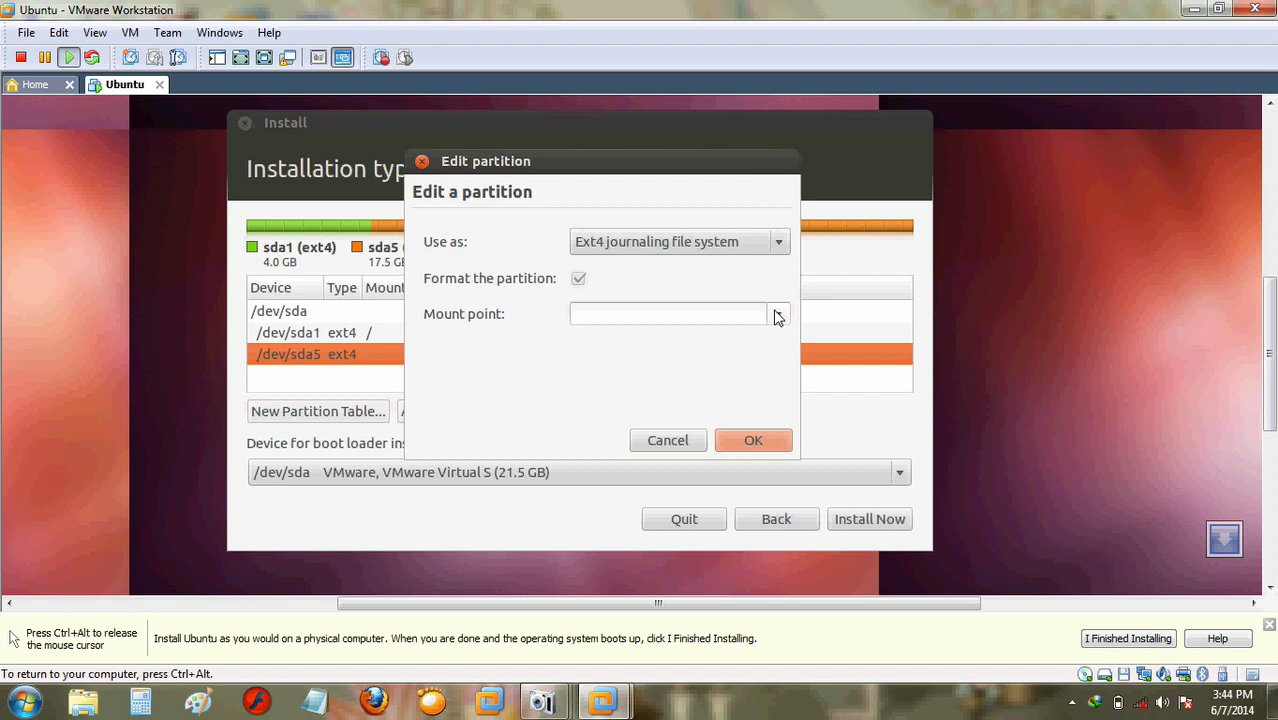 Ubuntu - VMware Workstation
File Edit View VM Team Windows Help
Home Ubuntu
Install
Installation typ
Edit partition
Edit a partition
Use as: Ext4 journaling file system
Format the partition:
Mount point:
Cancel OK
sda1 (ext4) sda5 (
4.0 GB 17.5 G
Device Type Mount
/dev/sda
/dev/sda1 ext4 /
/dev/sda5 ext4
New Partition Table...
Device for boot loader ins
/dev/sda VMware, VMware Virtual S (21.5 GB)
Quit Back Install Now
Press Ctrl+Alt to release
the mouse cursor
Install Ubuntu as you would on a physical computer. When you are done and the operating system boots up, click I Finished Installing.
I Finished Installing Help
To return to your computer, press Ctrl+Alt.
3:44 PM
6/7/2014